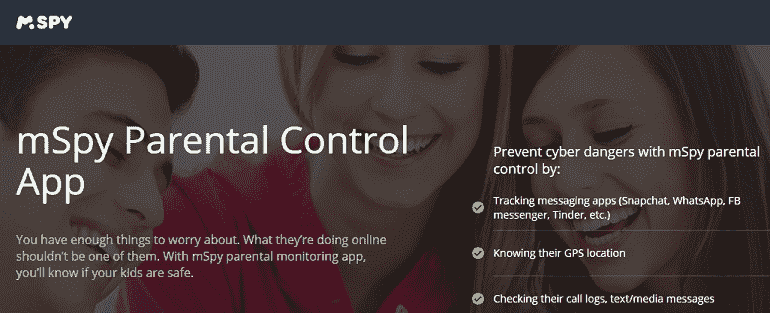 mSPY
mSpy Parental Control
App
You have enough things to worry about. What they're doing online
shouldn't be one of them. With mSpy parental monitoring app,
you'll know if your kids are safe.
Prevent cyber dangers with mSpy parental
control by:
Tracking messaging apps (Snapchat, WhatsApp, FB
messenger, Tinder, etc.)
Knowing their GPS location
Checking their call logs, text/media messages